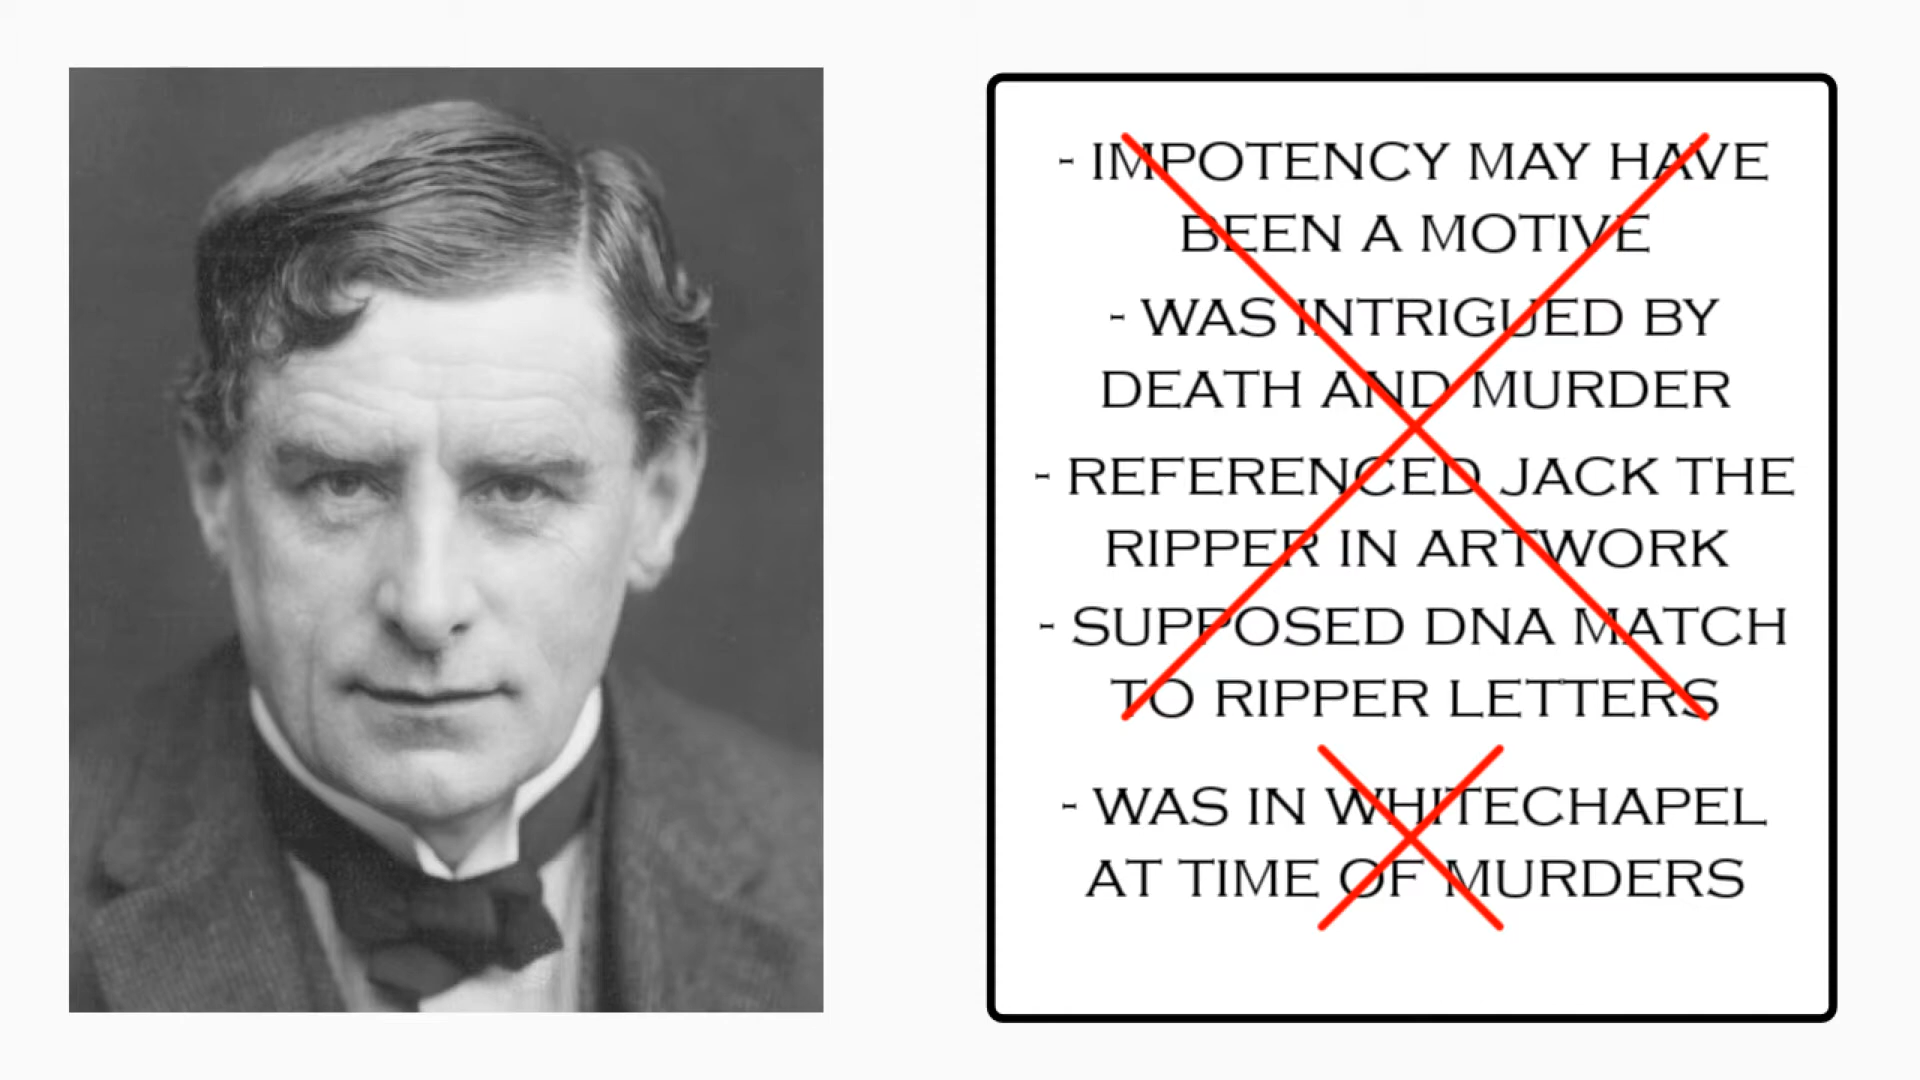 - IMPOTENCY MAY HAVE
BEEN A MOTIVE
- WAS INTRIGUED BY
DEATH AND MURDER
- REFERENCED JACK THE
RIPPER IN ARTWORK
- SUPPOSED DNA MATCH
TO RIPPER LETTERS
- WAS IN WHITECHAPEL
AT TIME OF MURDERS